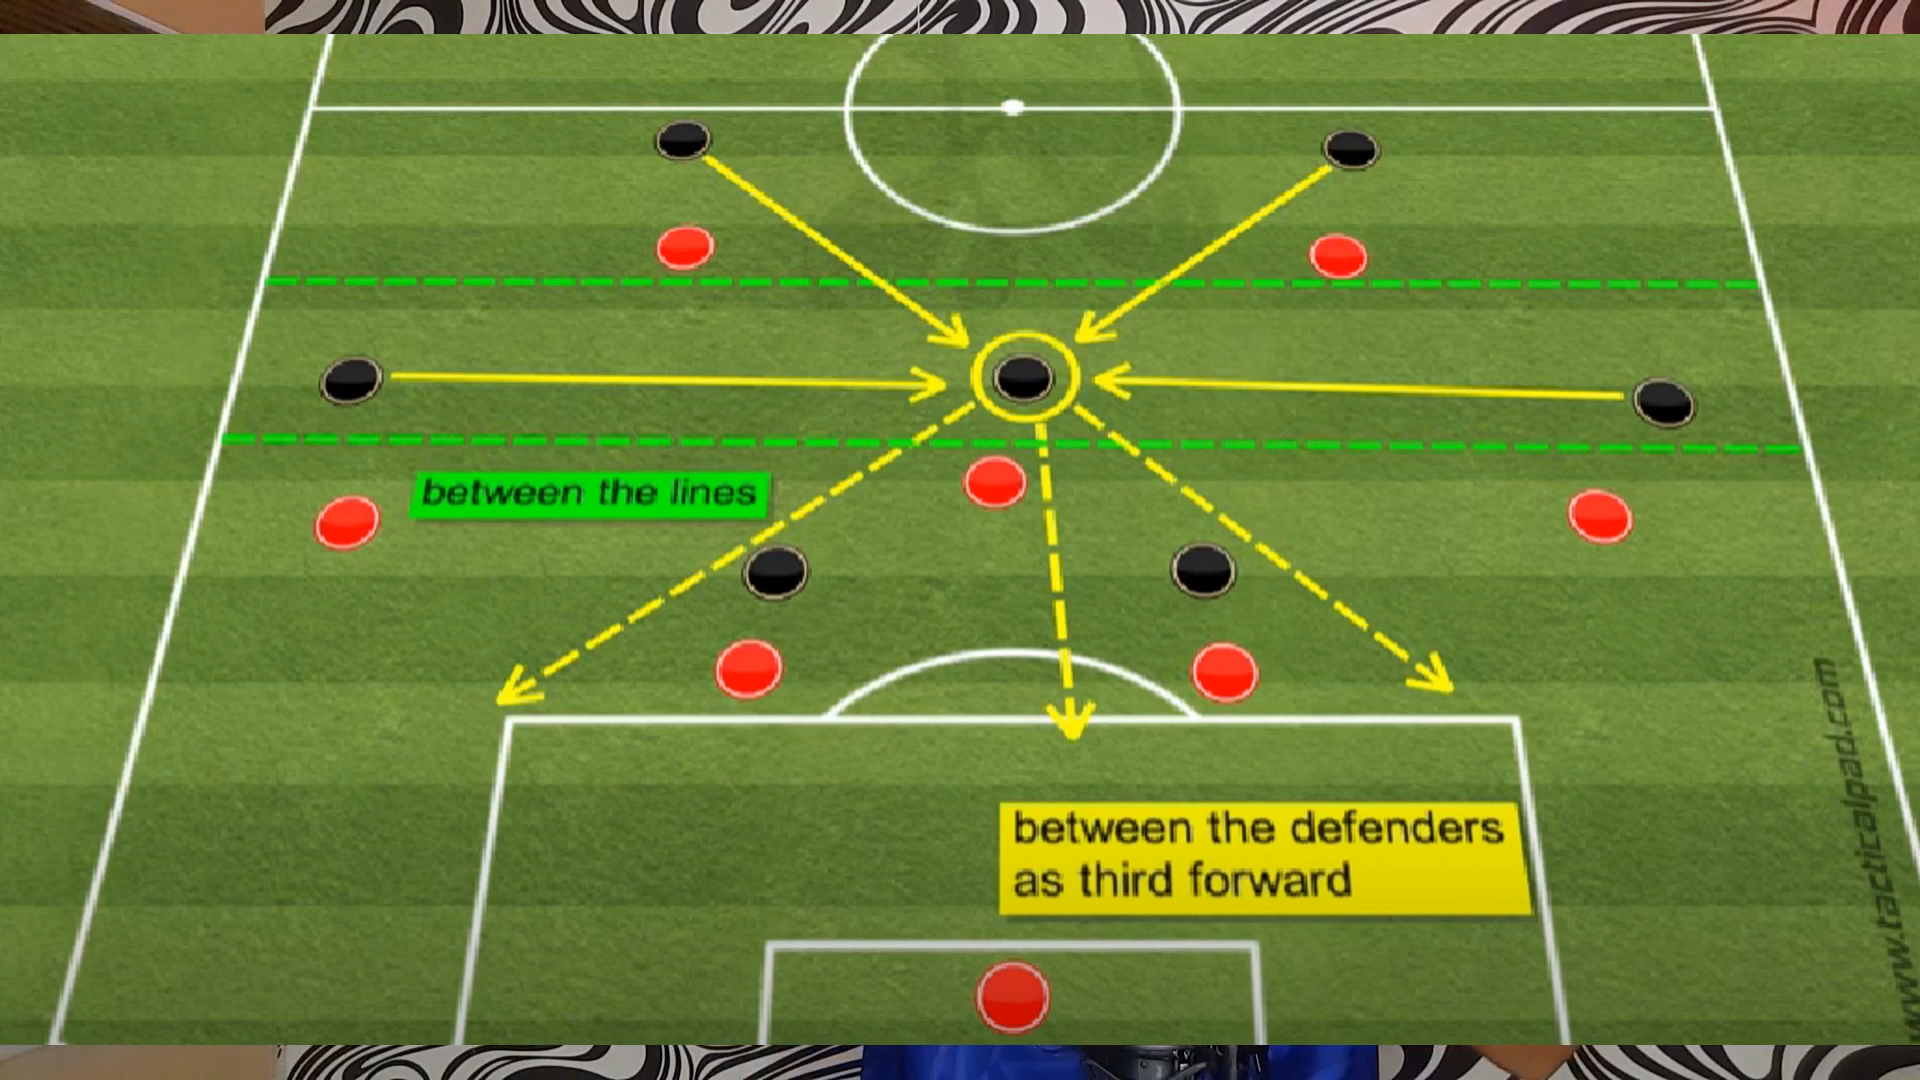 between the lines
between the defenders
as third forward
www.tacticalpad.com